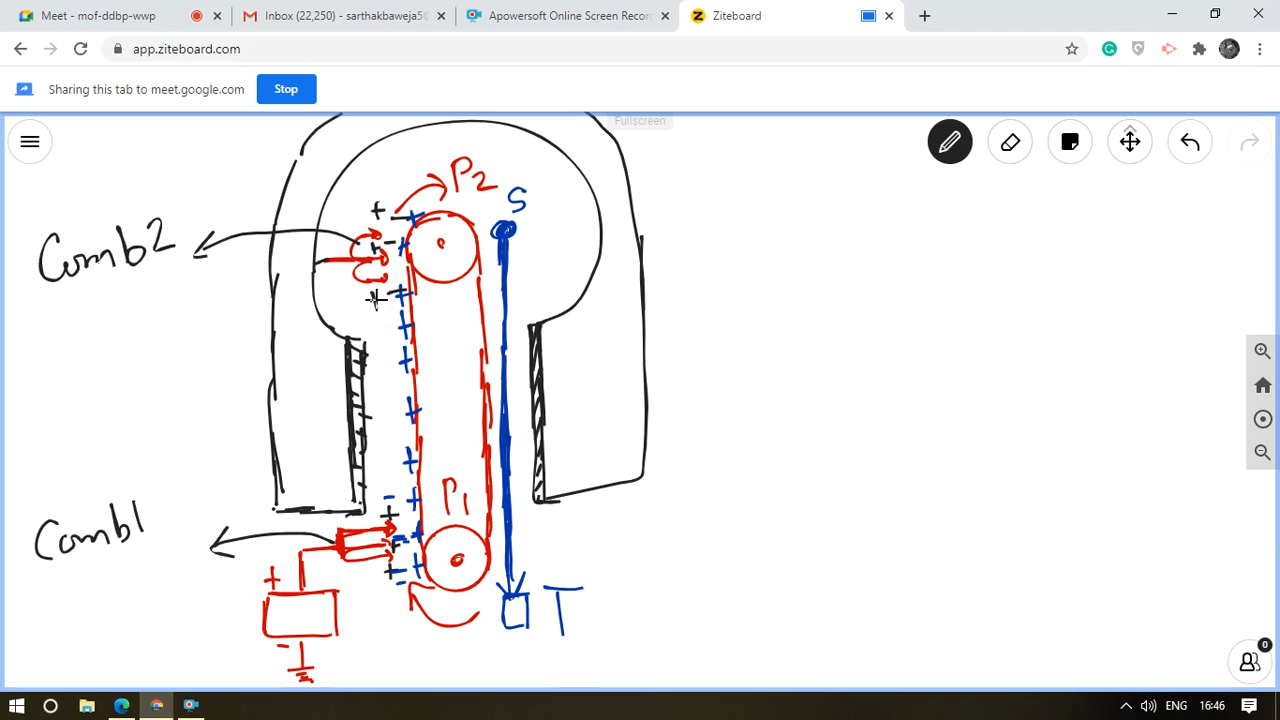 Meet - mof-ddbp-wwp
Inbox (22,250) - sarthakbaweja5
Apowersoft Online Screen Recor
Ziteboard
app.ziteboard.com
Sharing this tab to meet.google.com
Stop
Fullscreen
P2
S
Comb2
P1
Comb1
+
-
T
0
ENG
16:46